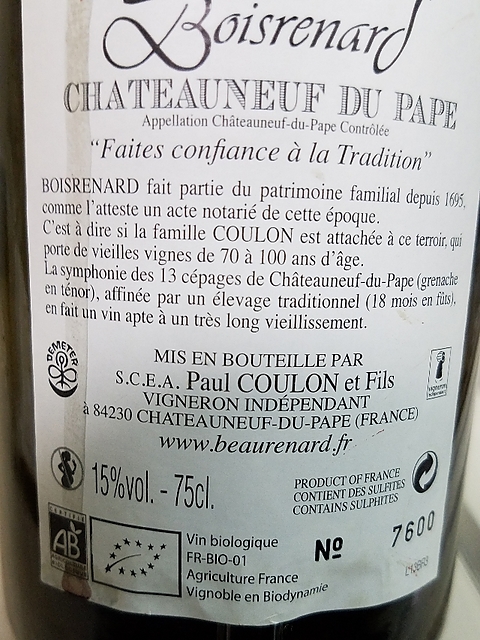 Boisrenard
CHATEAUNEUF DU PAPE
Appellation Châteauneuf-du-Pape Contrôlée
"Faites confiance à la Tradition"
BOISRENARD fait partie du patrimoine familial depuis 1695,
comme l'atteste un acte notarié de cette époque.
C'est à dire si la famille COULON est attachée à ce terroir, qui
porte de vieilles vignes de 70 à 100 ans d'âge.
La symphonie des 13 cépages de Châteauneuf-du-Pape (grenache
en ténor), affinée par un élevage traditionnel (18 mois en fûts),
en fait un vin apte à un très long vieillissement.
DEMETER
MIS EN BOUTEILLE PAR
S.C.E.A. Paul COULON et Fils
VIGNERON INDÉPENDANT
à 84230 CHATEAUNEUF-DU-PAPE (FRANCE)
www.beaurenard.fr
15%vol. - 75cl.
PRODUCT OF FRANCE
CONTIENT DES SULFITES
CONTAINS SULPHITES
AB
Vin biologique
FR-BIO-01
Agriculture France
Vignoble en Biodynamie
Nº 7600